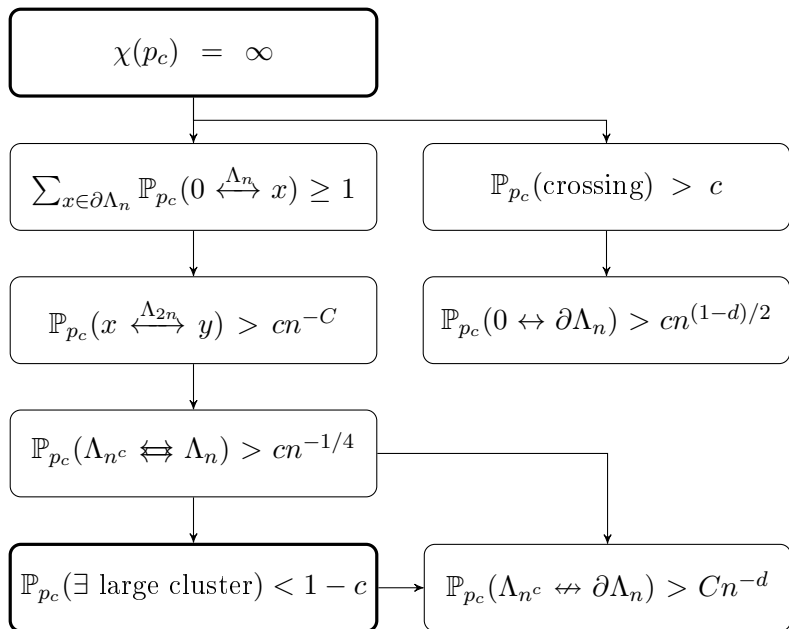 χ(p_c) = ∞
∑_{x∈∂Λ_n} ℙ_{p_c}(0 \overset{Λ_n}{⟷} x) ≥ 1
ℙ_{p_c}(crossing) > c
ℙ_{p_c}(x \overset{Λ_{2n}}{⟷} y) > cn^{-C}
ℙ_{p_c}(0 ↔ ∂Λ_n) > cn^{(1-d)/2}
ℙ_{p_c}(Λ_{n^c} ⇹⇔ Λ_n) > cn^{-1/4}
ℙ_{p_c}(∃ large cluster) < 1 − c
ℙ_{p_c}(Λ_{n^c} ↮ ∂Λ_n) > Cn^{-d}